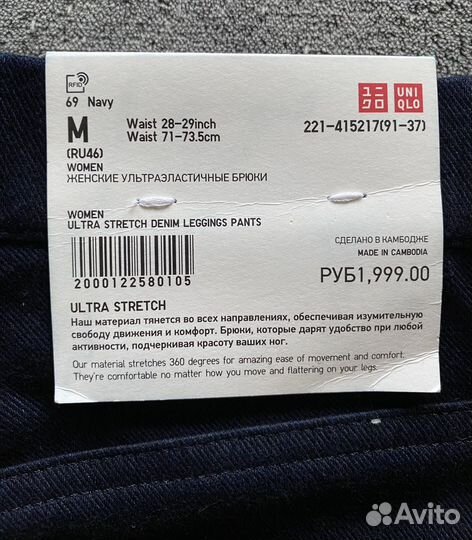 RFID
69 Navy
M
(RU46)
Waist 28-29inch
Waist 71-73.5cm
ユニ
クロ
UNI
QLO
221-415217(91-37)
WOMEN
ЖЕНСКИЕ УЛЬТРАЭЛАСТИЧНЫЕ БРЮКИ
WOMEN
ULTRA STRETCH DENIM LEGGINGS PANTS
2000122580105
СДЕЛАНО В КАМБОДЖЕ
MADE IN CAMBODIA
РУБ1,999.00
ULTRA STRETCH
Наш материал тянется во всех направлениях, обеспечивая изумительную
свободу движения и комфорт. Брюки, которые дарят удобство при любой
активности, подчеркивая красоту ваших ног.
Our material stretches 360 degrees for amazing ease of movement and comfort.
They're comfortable no matter how you move and flattering on your legs.
Avito